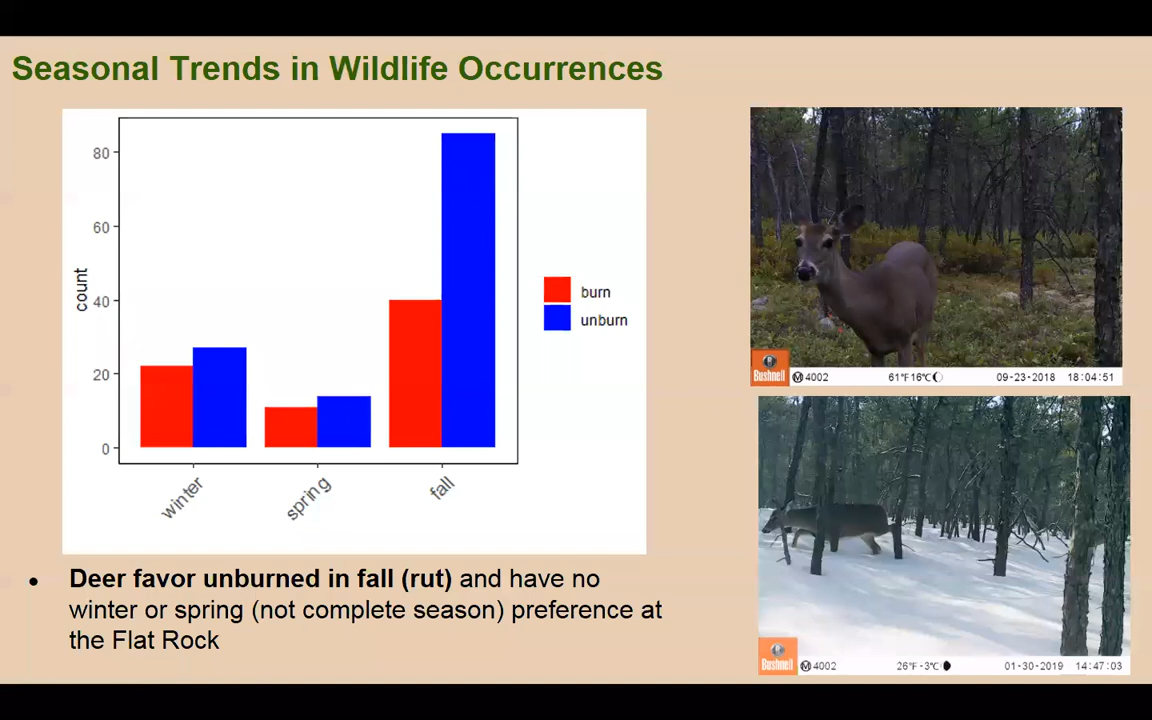 Seasonal Trends in Wildlife Occurrences
80
60
40
20
0
count
winter
spring
fall
burn
unburn
Bushnell M 4002 61°F16°C 09-23-2018 18:04:51
Bushnell M 4002 26°F-3°C 01-30-2019 14:47:03
• Deer favor unburned in fall (rut) and have no
winter or spring (not complete season) preference at
the Flat Rock